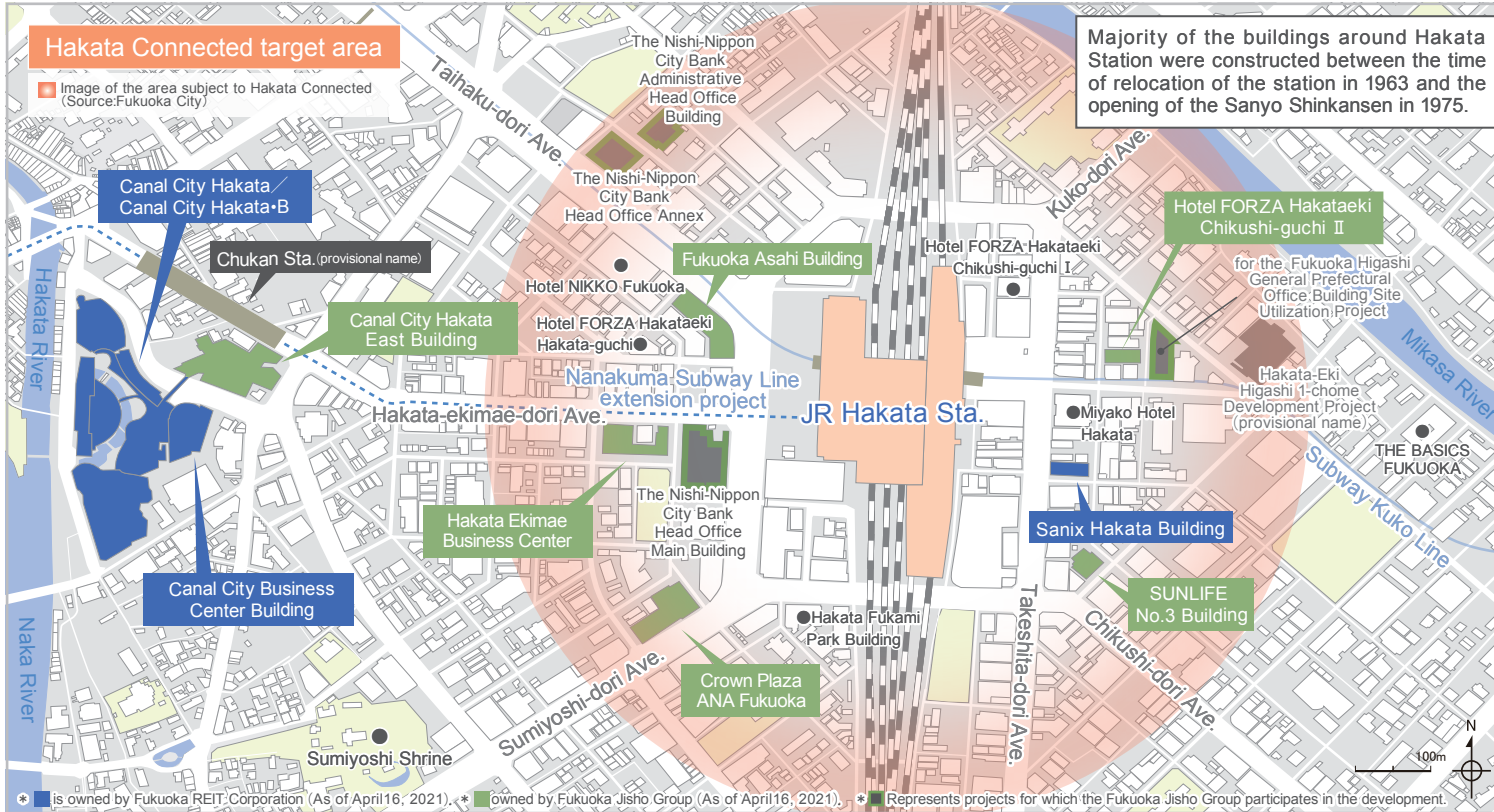 Hakata Connected target area
Image of the area subject to Hakata Connected
(Source:Fukuoka City)
Majority of the buildings around Hakata
Station were constructed between the time
of relocation of the station in 1963 and the
opening of the Sanyo Shinkansen in 1975.
Taihaku-dori Ave.
The Nishi-Nippon
City Bank
Administrative
Head Office
Building
The Nishi-Nippon
City Bank
Head Office Annex
Kuko-dori Ave.
Canal City Hakata／
Canal City Hakata•B
Chukan Sta.(provisional name)
Hakata River
Canal City Hakata
East Building
Hotel NIKKO Fukuoka
Fukuoka Asahi Building
Hotel FORZA Hakataeki
Hakata-guchi
Hotel FORZA Hakataeki
Chikushi-guchi Ⅰ
Hotel FORZA Hakataeki
Chikushi-guchi Ⅱ
for the Fukuoka Higashi
General Prefectural
Office Building Site
Utilization Project
Mikasa River
Nanakuma Subway Line
extension project
Hakata-ekimae-dori Ave.
JR Hakata Sta.
Hakata-Eki
Higashi 1-chome
Development Project
(provisional name)
Miyako Hotel
Hakata
THE BASICS
FUKUOKA
Subway Kuko Line
Hakata Ekimae
Business Center
The Nishi-Nippon
City Bank
Head Office
Main Building
Sanix Hakata Building
Canal City Business
Center Building
SUNLIFE
No.3 Building
Naka River
Hakata Fukami
Park Building
Takeshita-dori Ave.
Chikushi-dori Ave.
Crown Plaza
ANA Fukuoka
Sumiyoshi-dori Ave.
Sumiyoshi Shrine
N
100m
* is owned by Fukuoka REIT Corporation (As of April16, 2021). * owned by Fukuoka Jisho Group (As of April16, 2021). * Represents projects for which the Fukuoka Jisho Group participates in the development.